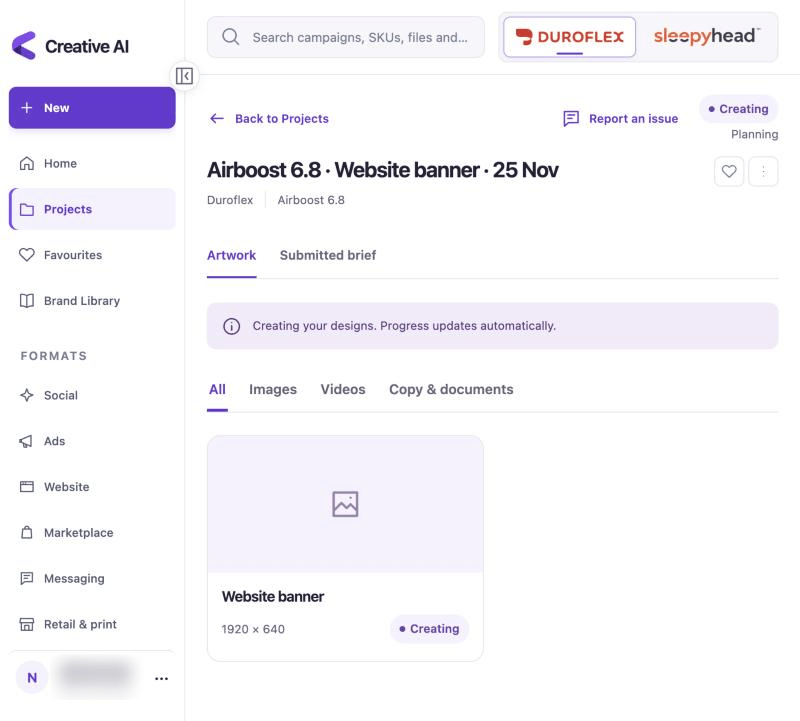 Creative AI
Search campaigns, SKUs, files and...
DUROFLEX
sleepyhead™
New
Home
Projects
Favourites
Brand Library
FORMATS
Social
Ads
Website
Marketplace
Messaging
Retail & print
N
Back to Projects
Report an issue
Creating
Planning
Airboost 6.8 · Website banner · 25 Nov
Duroflex
Airboost 6.8
Artwork
Submitted brief
Creating your designs. Progress updates automatically.
All
Images
Videos
Copy & documents
Website banner
1920 × 640
Creating